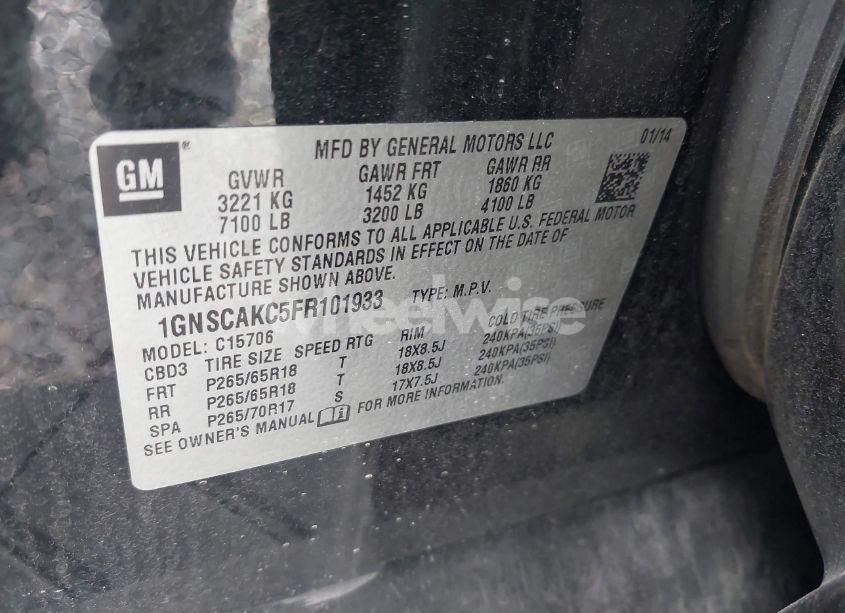 GM
MFD BY GENERAL MOTORS LLC 01/14
GVWR GAWR FRT GAWR RR
3221 KG 1452 KG 1860 KG
7100 LB 3200 LB 4100 LB
THIS VEHICLE CONFORMS TO ALL APPLICABLE U.S. FEDERAL MOTOR
VEHICLE SAFETY STANDARDS IN EFFECT ON THE DATE OF
MANUFACTURE SHOWN ABOVE.
1GNSCAKC5FR101933 TYPE: M.P.V.
wheelwise
MODEL: C15706
CBD3 TIRE SIZE SPEED RTG RIM COLD TIRE PRESSURE
FRT P265/65R18 T 18X8.5J 240KPA(35PSI)
RR P265/65R18 T 18X8.5J 240KPA(35PSI)
SPA P265/70R17 S 17X7.5J 240KPA(35PSI)
SEE OWNER'S MANUAL FOR MORE INFORMATION.